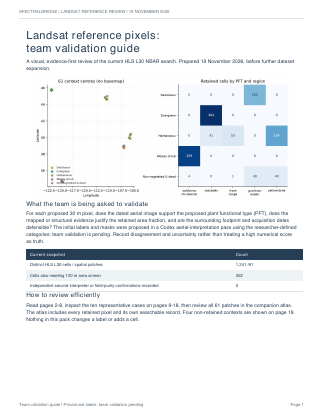 SPECTRALBRIDGE | LANDSAT REFERENCE REVIEW | 19 NOVEMBER 2026
Landsat reference pixels:
team validation guide
A visual, evidence-first review of the current HLS L30 NBAR search. Prepared 19 November 2026, before further dataset
expansion.
61 context centres (no basemap)
Retained cells by PFT and region
Latitude
Longitude
Evergreen
What the team is being asked to validate
For each proposed 30 m pixel, does the dated aerial image support the proposed plant functional type (PFT), does the
mapped or structural evidence justify the retained area fraction, and are the surrounding footprint and acquisition dates
defensible? The initial labels and masks were proposed in a Codex aerial-interpretation pass using the researcher-defined
categories; team validation is pending. Record disagreement and uncertainty rather than treating a high numerical score
as truth.
Current snapshot Count
Distinct HLS L30 cells / spatial patches 1,241 / 61
Cells also meeting 120 m area screen
Independent second-interpreter or field-purity confirmations recorded 0
How to review efficiently
Read pages 2-8, inspect the ten representative cases on pages 9-18, then review all 61 patches in the companion atlas.
The atlas includes every retained pixel and its own searchable record. Four non-retained contexts are shown on page 19.
Nothing in this pack changes a label or adds a cell.
Team validation guide | Provisional labels, team validation pending Page 1